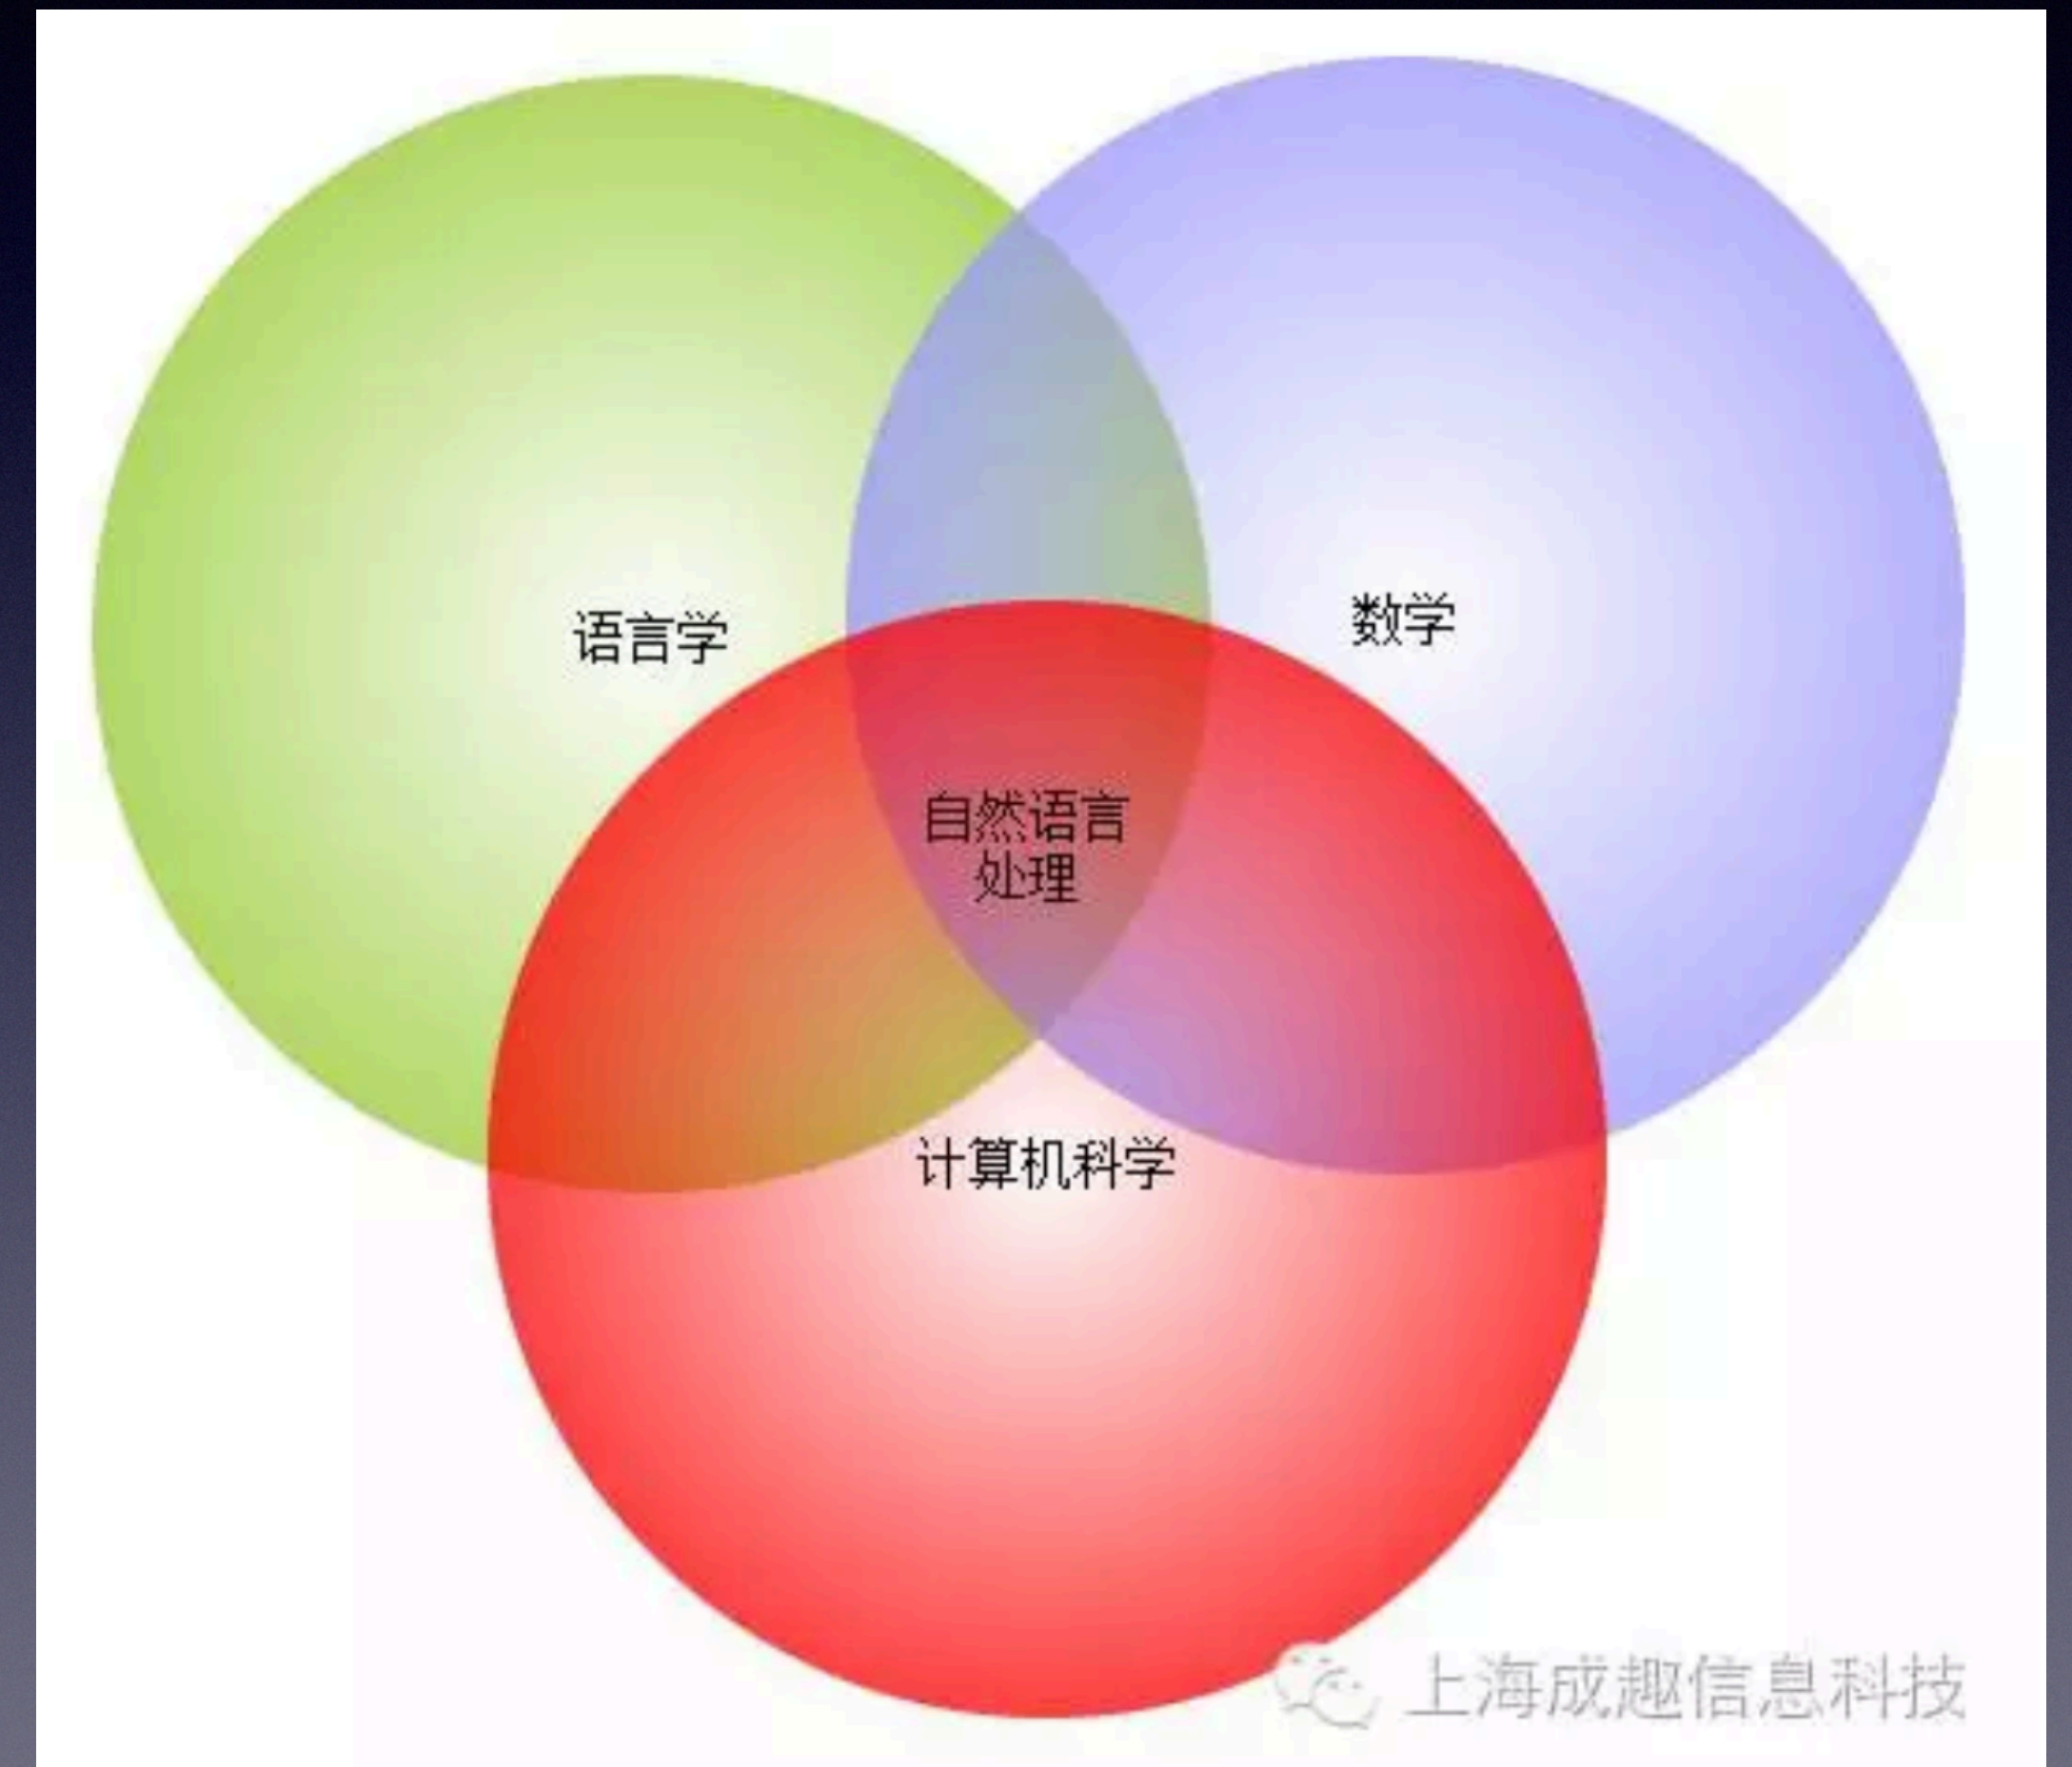 语言学
数学
自然语言
处理
计算机科学
上海成趣信息科技